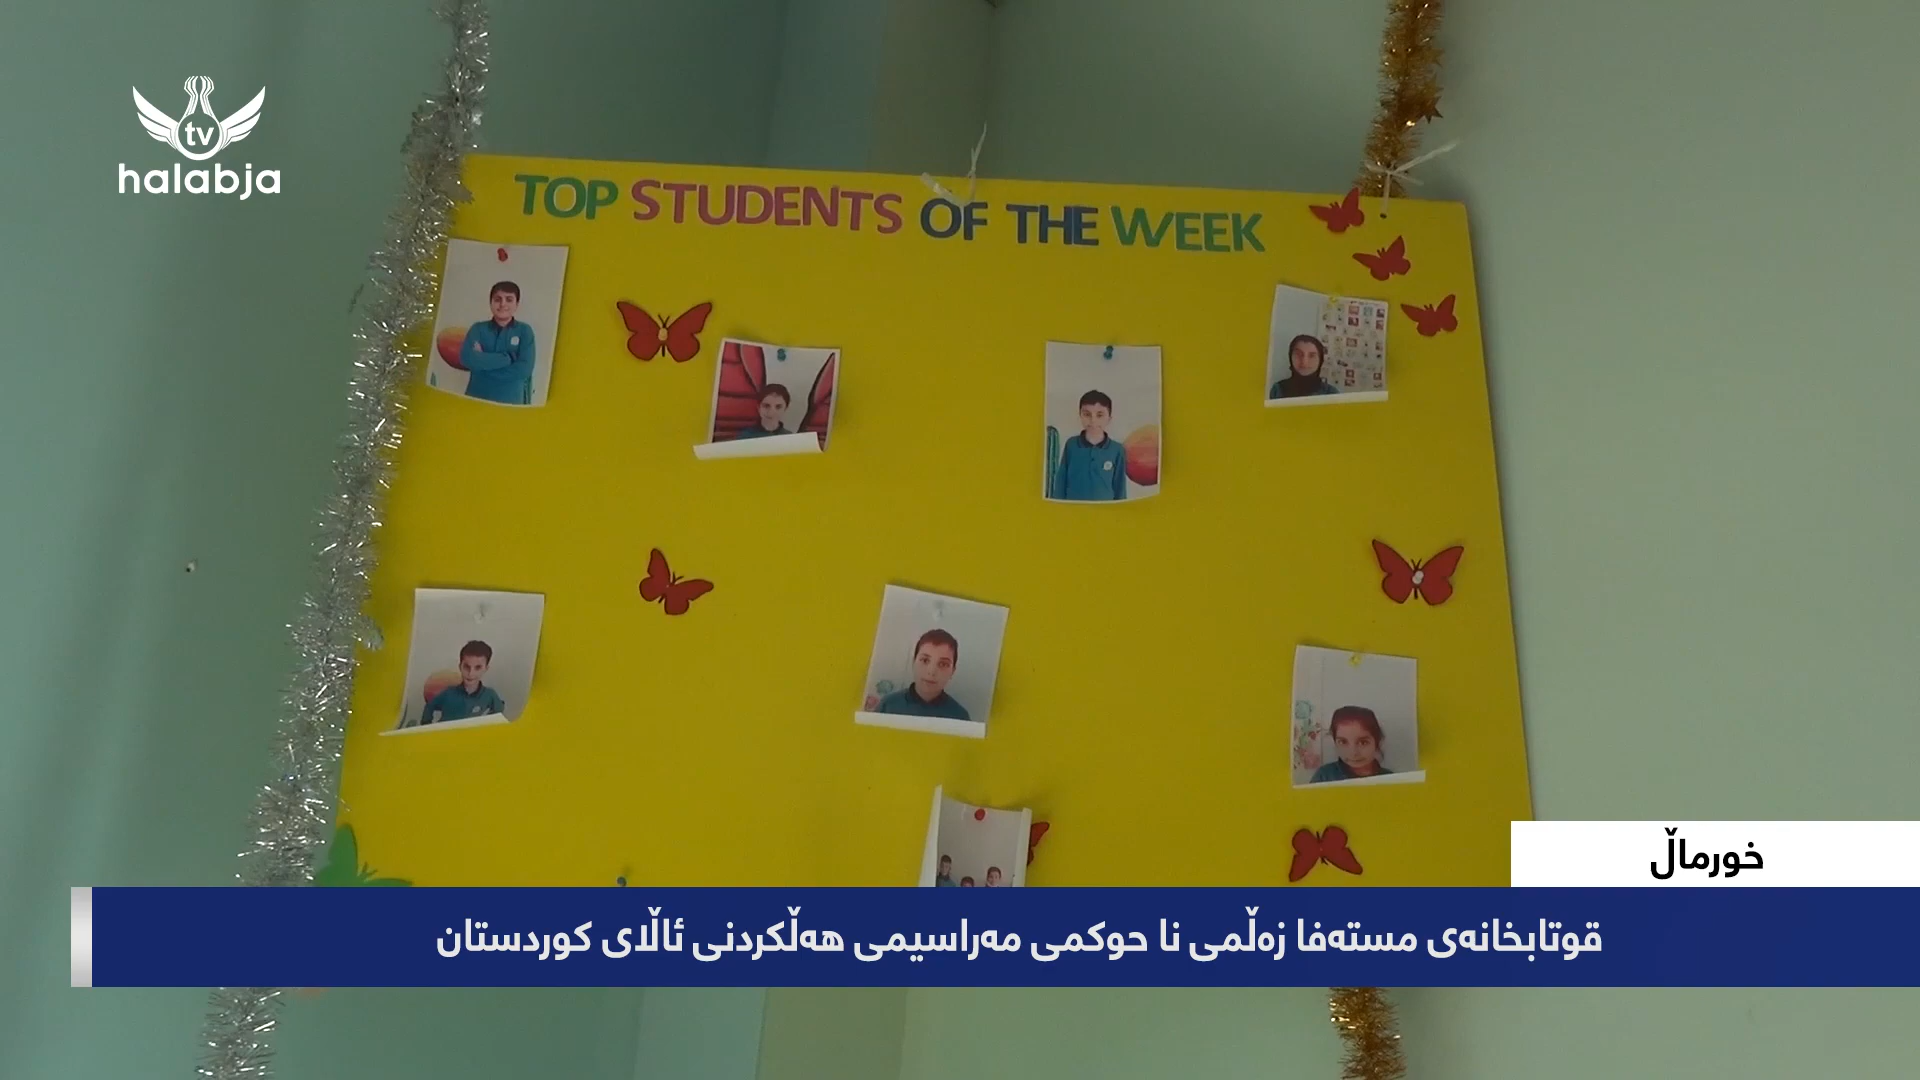 tv
halabja
TOP STUDENTS OF THE WEEK
خورماڵ
قوتابخانەی مستەفا زەڵمی نا حوکمی مەراسیمی هەڵکردنی ئاڵای کوردستان